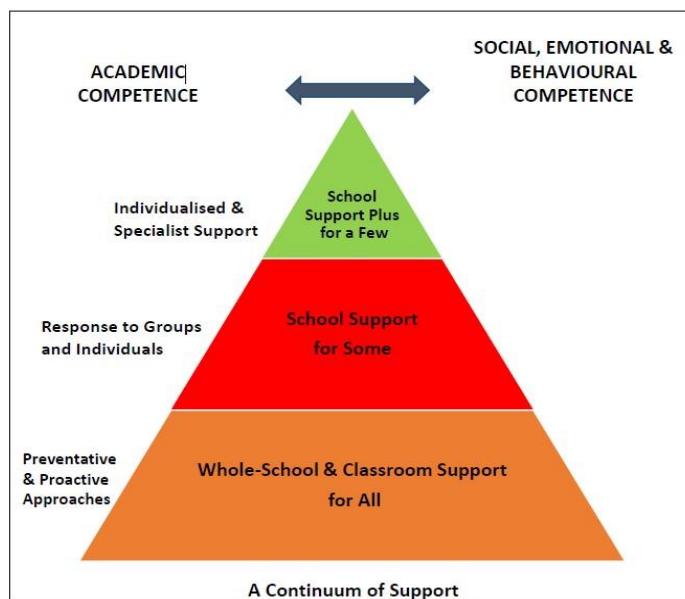 ACADEMIC
COMPETENCE
SOCIAL, EMOTIONAL &
BEHAVIOURAL
COMPETENCE
Individualised &
Specialist Support
School
Support Plus
for a Few
Response to Groups
and Individuals
School Support
for Some
Preventative
& Proactive
Approaches
Whole-School & Classroom Support
for All
A Continuum of Support